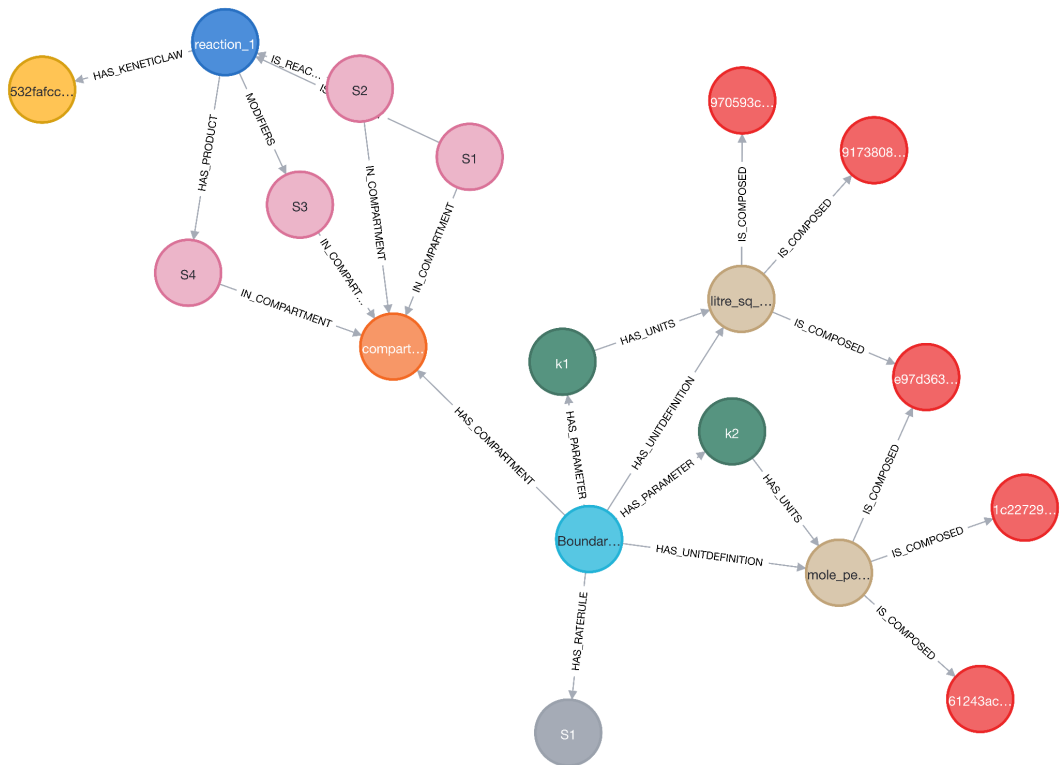 reaction_1
HAS_KENETICLAW
532fafcc…
IS_REAC…
S2
970593c…
9173808…
MODIFIERS
S1
HAS_PRODUCT
IN_COMPARTMENT
S3
IS_COMPOSED
IS_COMPOSED
IN_COMPARTMENT
S4
IN_COMPART…
IN_COMPARTMENT
litre_sq_…
IS_COMPOSED
compart…
HAS_UNITS
k1
e97d363…
HAS_COMPARTMENT
HAS_PARAMETER
HAS_UNITDEFINITION
k2
HAS_PARAMETER
HAS_UNITS
IS_COMPOSED
1c22729…
Boundar…
HAS_UNITDEFINITION
IS_COMPOSED
mole_pe…
IS_COMPOSED
HAS_RATERULE
61243ac…
S1